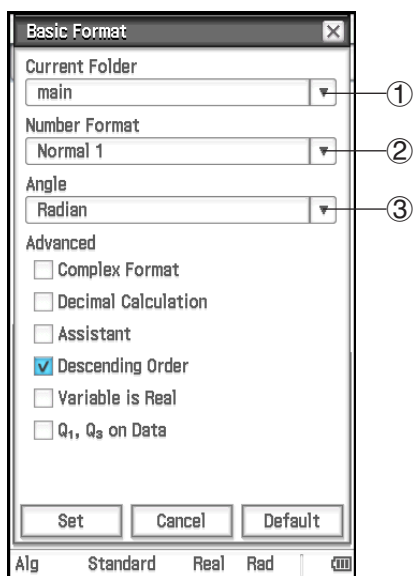 Basic Format
Current Folder
main
①
Number Format
Normal 1
②
Angle
Radian
③
Advanced
Complex Format
Decimal Calculation
Assistant
Descending Order
Variable is Real
Q₁, Q₃ on Data
Set Cancel Default
Alg Standard Real Rad